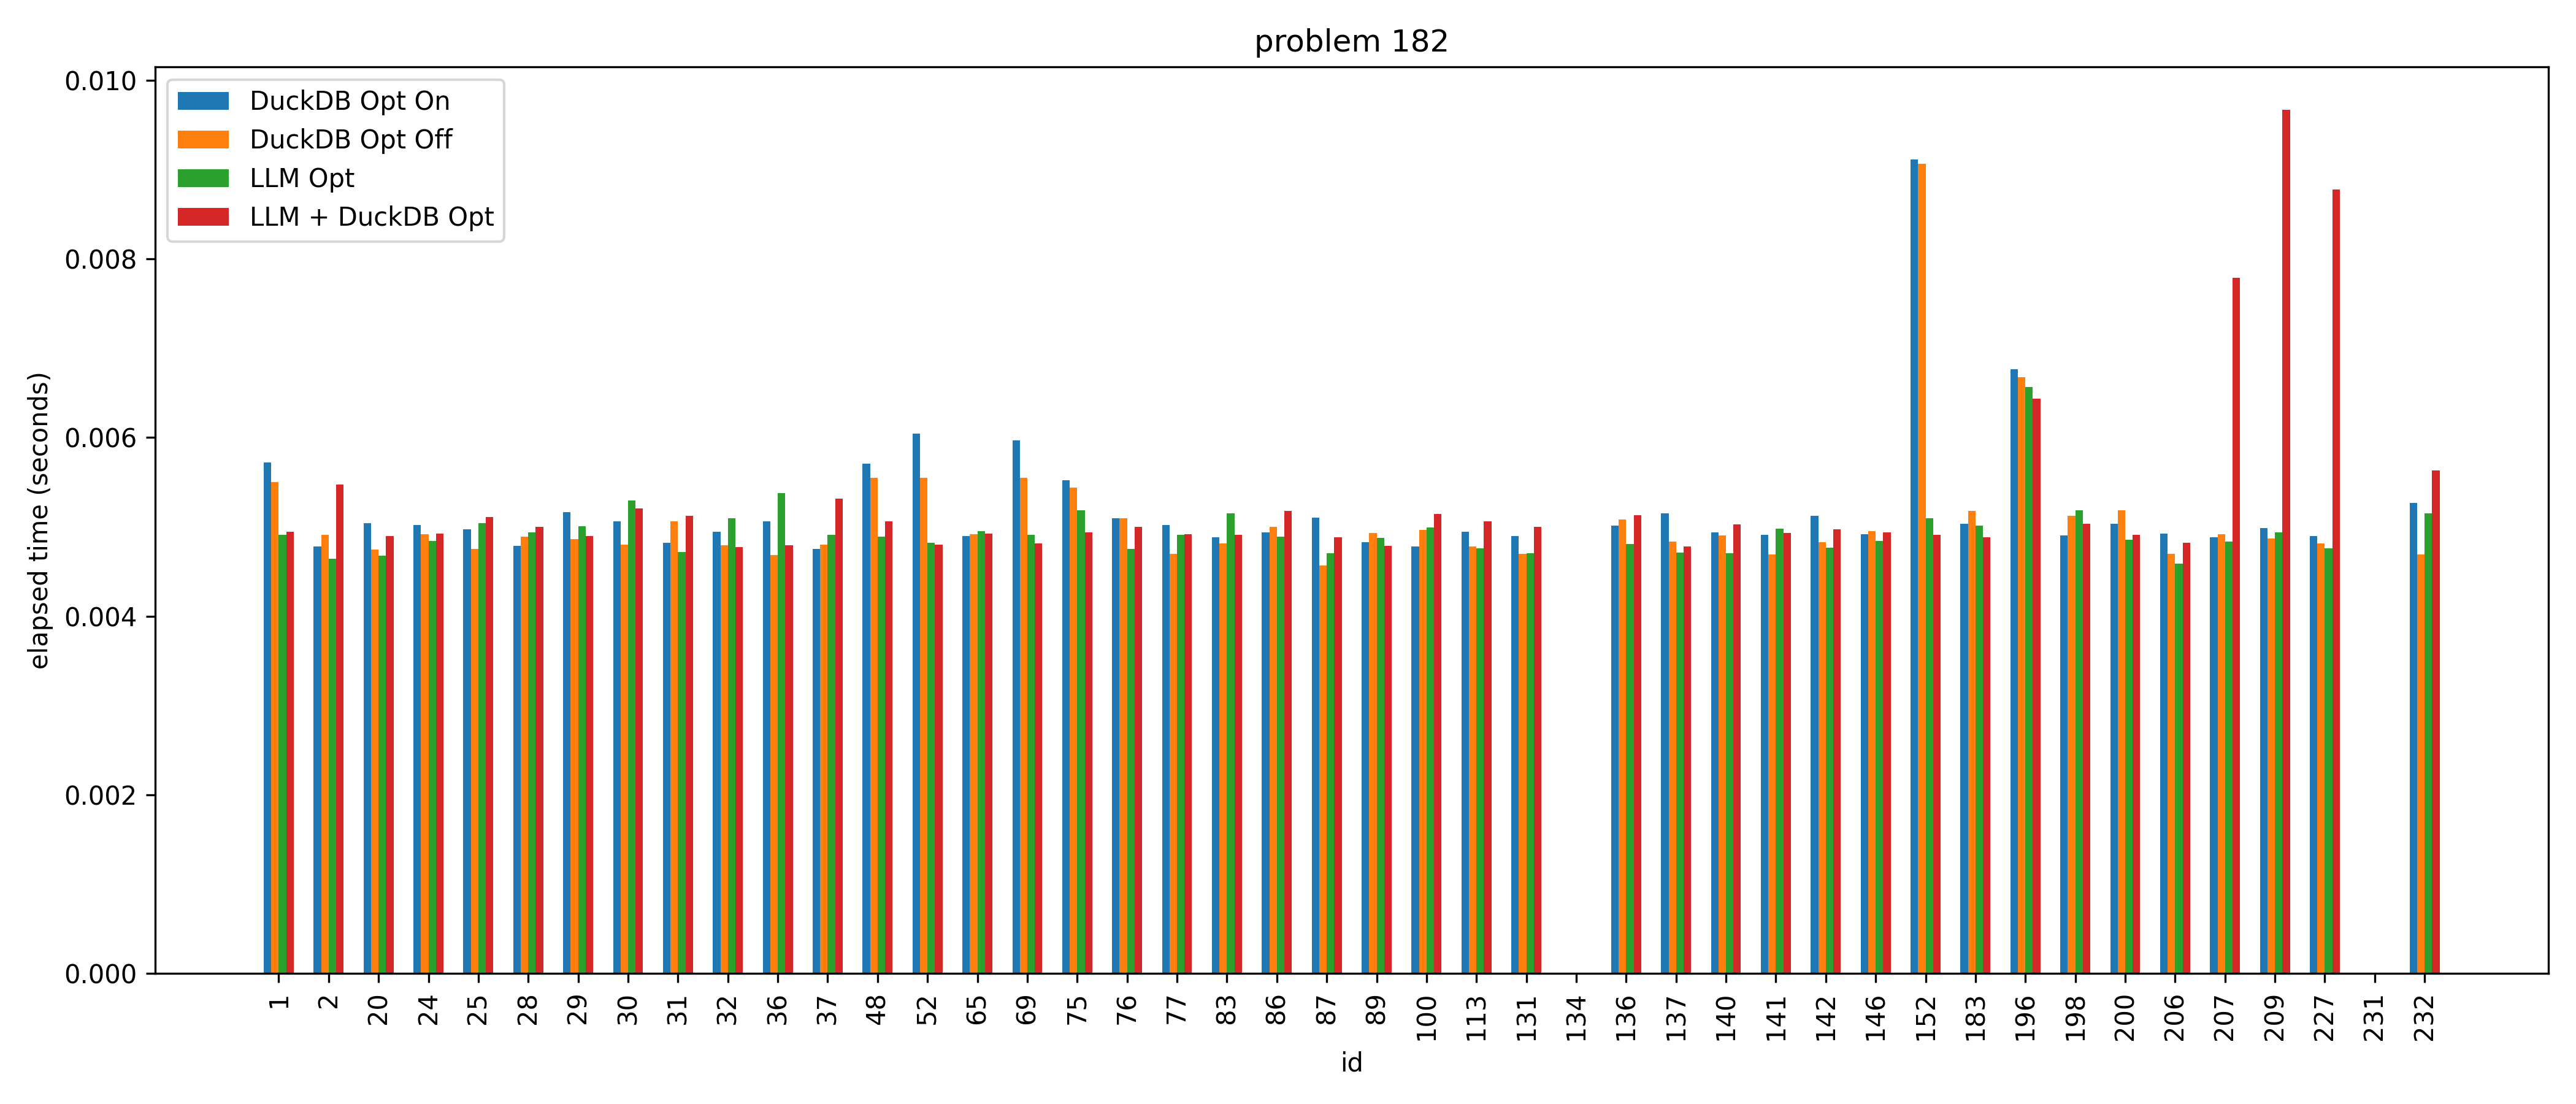 problem 182
0.010
0.008
0.006
0.004
0.002
0.000
elapsed time (seconds)
DuckDB Opt On
DuckDB Opt Off
LLM Opt
LLM + DuckDB Opt
1 2 20 24 25 28 29 30 31 32 36 37 48 52 65 69 75 76 77 83 86 87 89 100 113 131 134 136 137 140 141 142 146 152 183 196 198 200 206 207 209 227 231 232
id